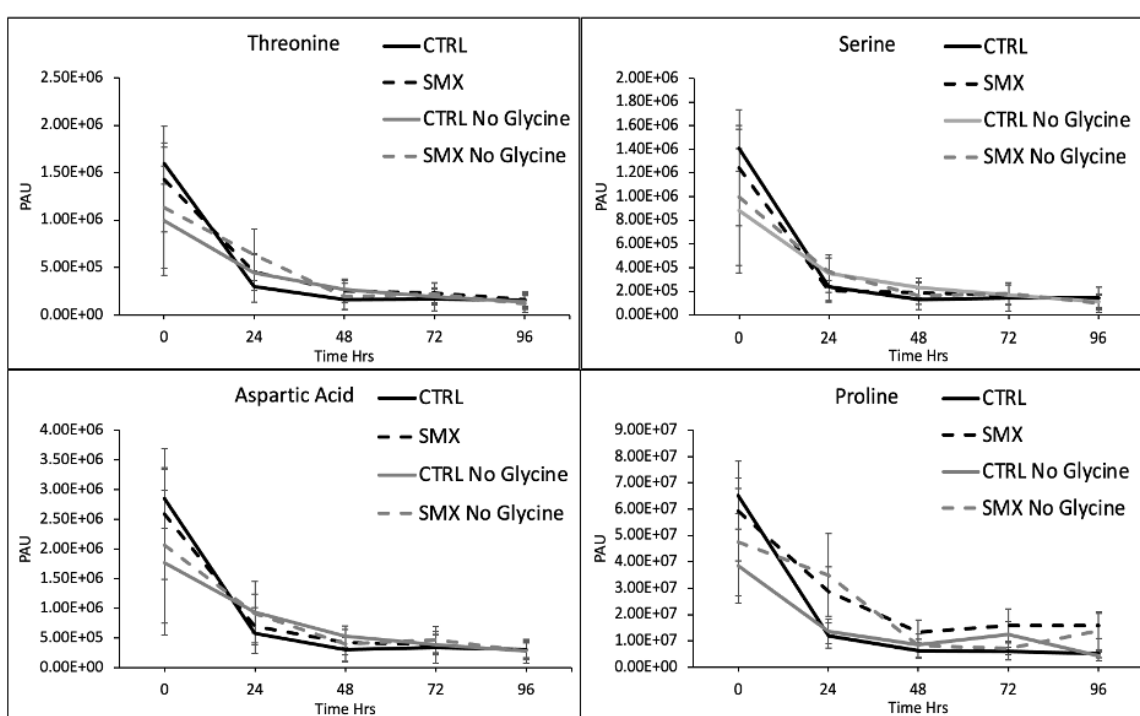 Threonine
CTRL
SMX
CTRL No Glycine
SMX No Glycine
2.50E+06
2.00E+06
1.50E+06
1.00E+06
5.00E+05
0.00E+00
PAU
0 24 48 72 96
Time Hrs
Serine
CTRL
SMX
CTRL No Glycine
SMX No Glycine
2.00E+06
1.80E+06
1.60E+06
1.40E+06
1.20E+06
1.00E+06
8.00E+05
6.00E+05
4.00E+05
2.00E+05
0.00E+00
PAU
0 24 48 72 96
Time Hrs
Aspartic Acid
CTRL
SMX
CTRL No Glycine
SMX No Glycine
4.00E+06
3.50E+06
3.00E+06
2.50E+06
2.00E+06
1.50E+06
1.00E+06
5.00E+05
0.00E+00
PAU
0 24 48 72 96
Time Hrs
Proline
CTRL
SMX
CTRL No Glycine
SMX No Glycine
9.00E+07
8.00E+07
7.00E+07
6.00E+07
5.00E+07
4.00E+07
3.00E+07
2.00E+07
1.00E+07
0.00E+00
PAU
0 24 48 72 96
Time Hrs